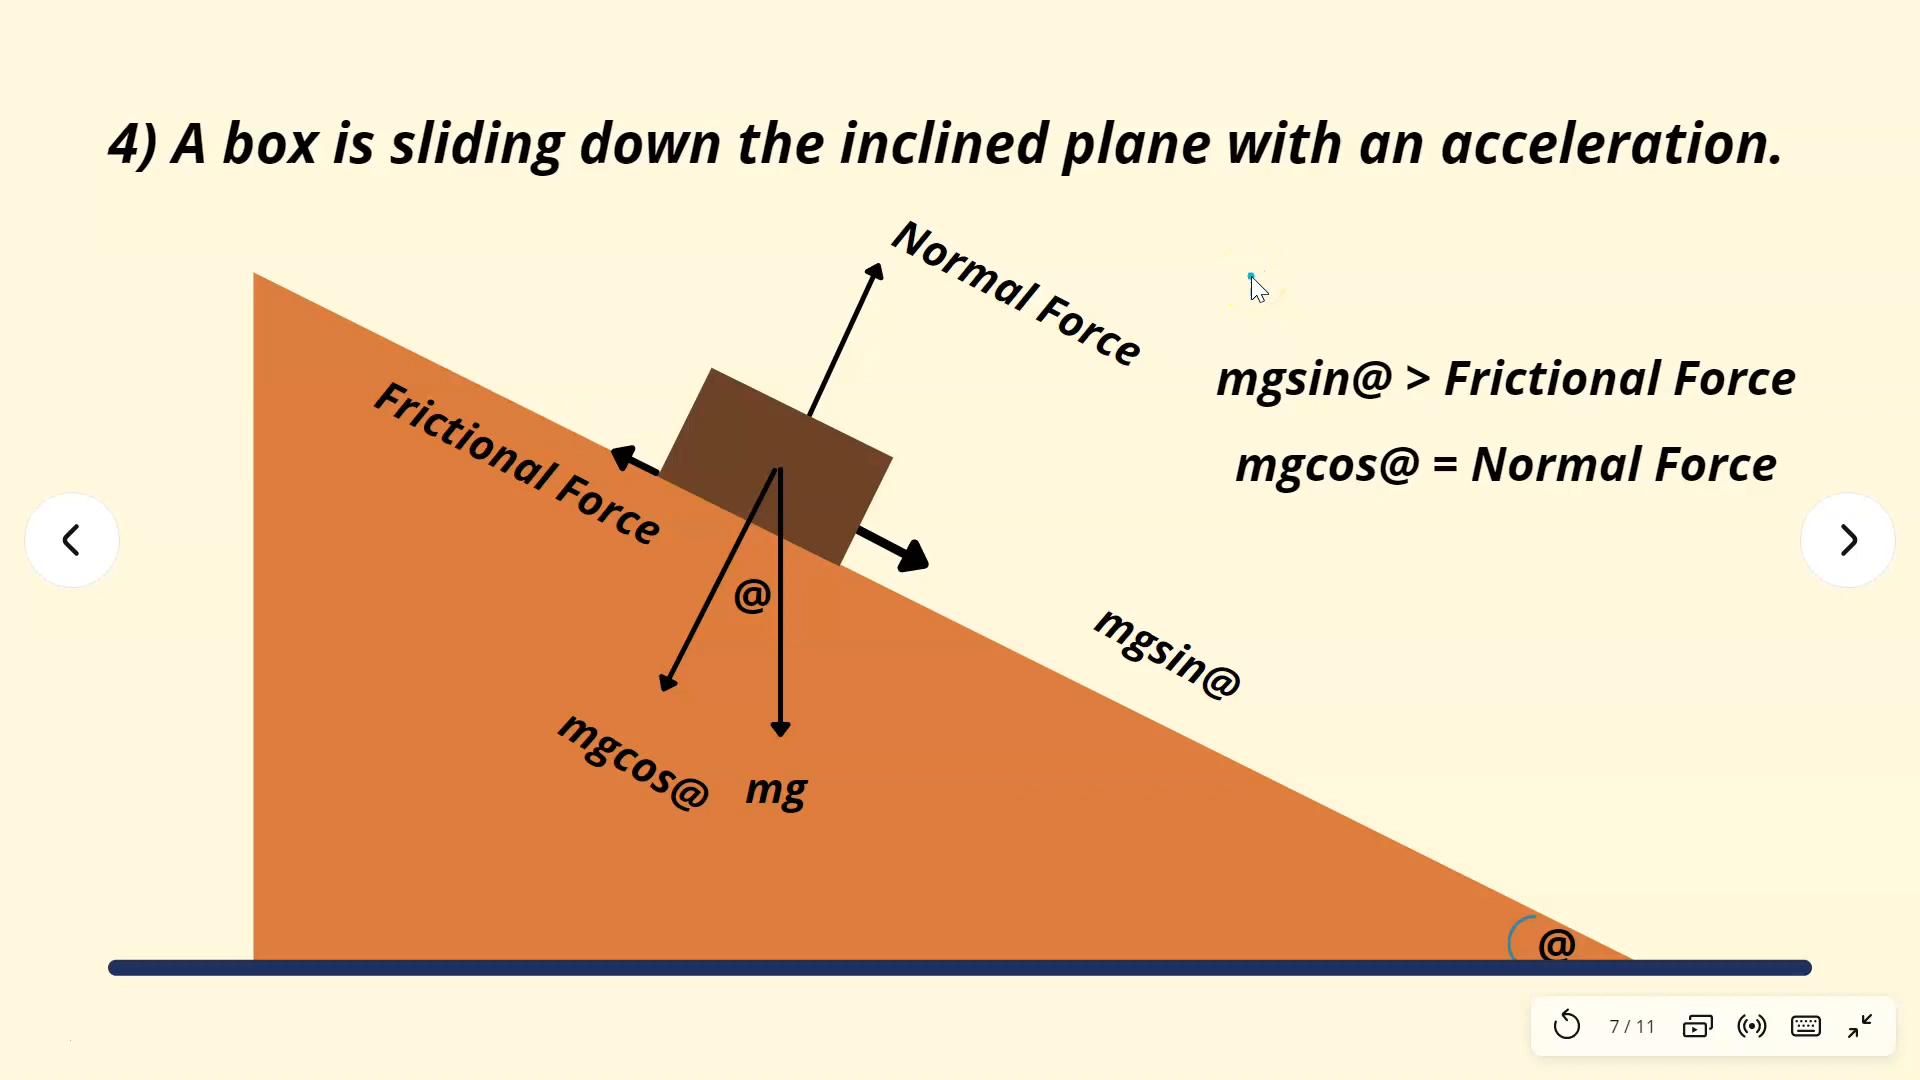 4) A box is sliding down the inclined plane with an acceleration.
Normal Force
Frictional Force
mgsin@ > Frictional Force
mgcos@ = Normal Force
@
mgsin@
mgcos@
mg
@
7 / 11